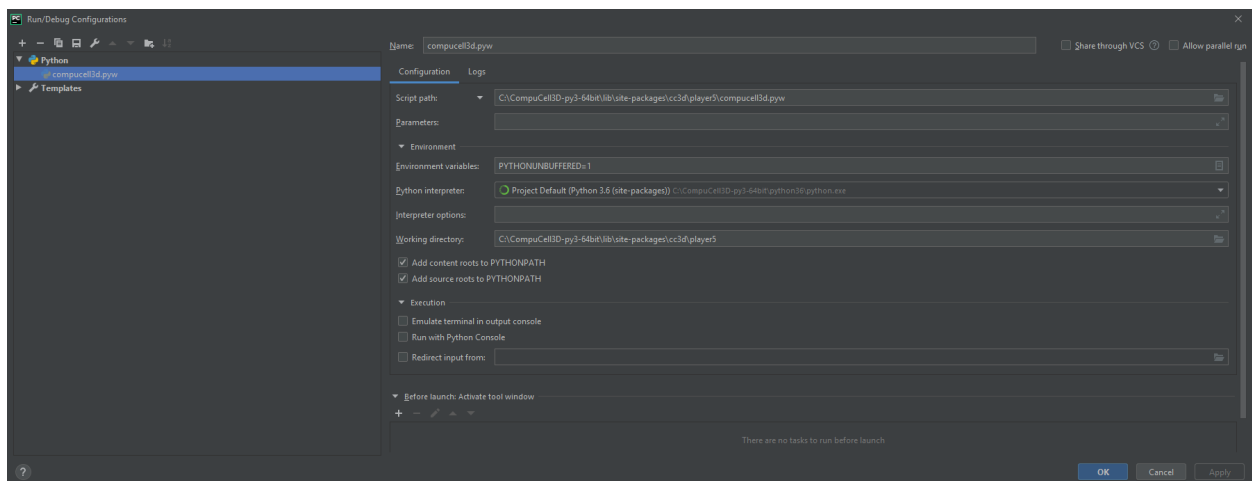 PC Run/Debug Configurations
Python
compucell3d.pyw
Templates
Name: compucell3d.pyw
Share through VCS ? Allow parallel run
Configuration Logs
Script path: C:\CompuCell3D-py3-64bit\lib\site-packages\cc3d\player5\compucell3d.pyw
Parameters:
Environment
Environment variables: PYTHONUNBUFFERED=1
Python interpreter: Project Default (Python 3.6 (site-packages)) C:\CompuCell3D-py3-64bit\python36\python.exe
Interpreter options:
Working directory: C:\CompuCell3D-py3-64bit\lib\site-packages\cc3d\player5
Add content roots to PYTHONPATH
Add source roots to PYTHONPATH
Execution
Emulate terminal in output console
Run with Python Console
Redirect input from:
Before launch: Activate tool window
There are no tasks to run before launch
? OK Cancel Apply